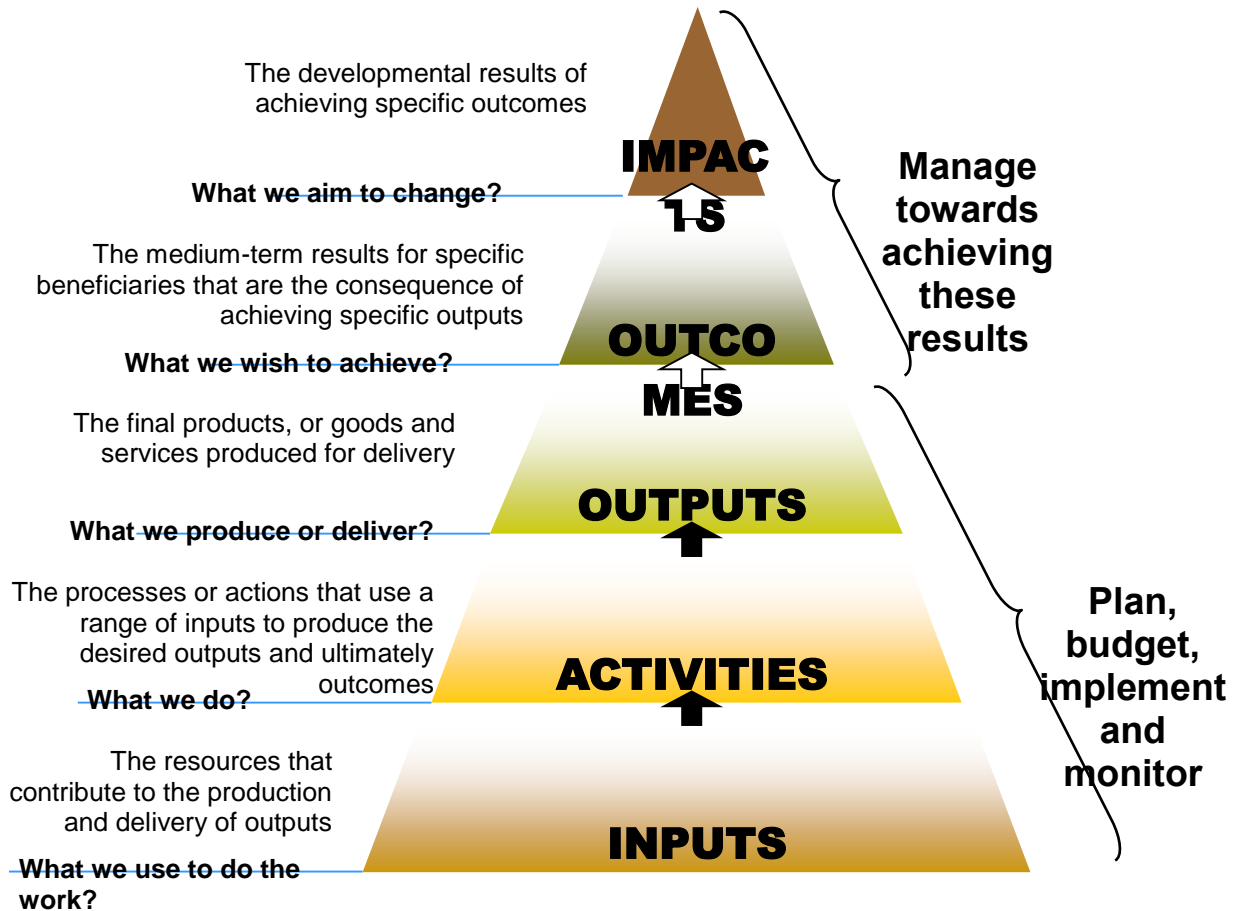 The developmental results of
achieving specific outcomes
IMPAC
TS
What we aim to change?
Manage
towards
achieving
these
results
The medium-term results for specific
beneficiaries that are the consequence of
achieving specific outputs
OUTCO
MES
What we wish to achieve?
The final products, or goods and
services produced for delivery
OUTPUTS
What we produce or deliver?
The processes or actions that use a
range of inputs to produce the
desired outputs and ultimately
outcomes
ACTIVITIES
What we do?
Plan,
budget,
implement
and
monitor
The resources that
contribute to the production
and delivery of outputs
INPUTS
What we use to do the
work?